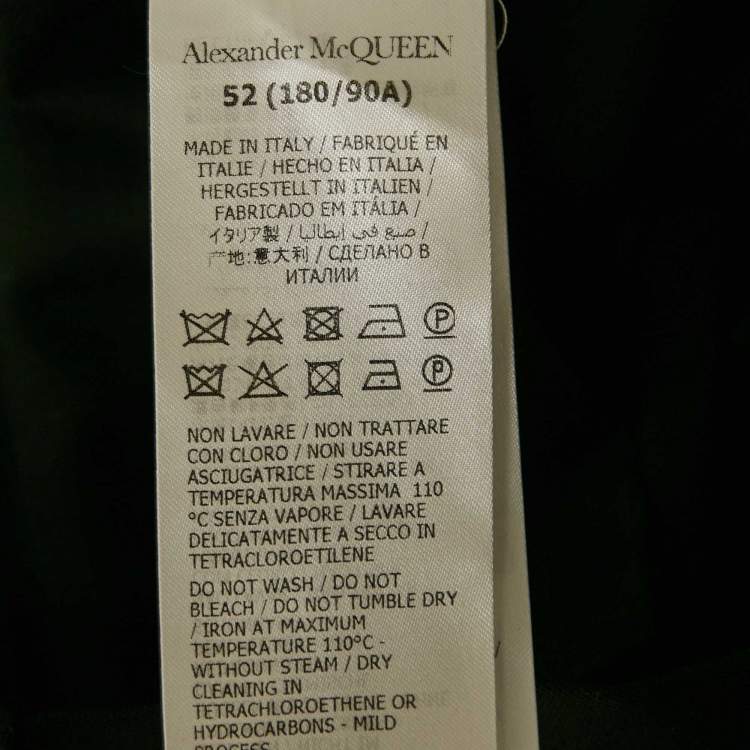 Alexander McQUEEN
52 (180/90A)
MADE IN ITALY / FABRIQUÉ EN
ITALIE / HECHO EN ITALIA /
HERGESTELLT IN ITALIEN /
FABRICADO EM ITÁLIA /
イタリア製 / صنع في إيطاليا /
产地:意大利 / СДЕЛАНО В
ИТАЛИИ
P
P
NON LAVARE / NON TRATTARE
CON CLORO / NON USARE
ASCIUGATRICE / STIRARE A
TEMPERATURA MASSIMA 110
°C SENZA VAPORE / LAVARE
DELICATAMENTE A SECCO IN
TETRACLOROETILENE
DO NOT WASH / DO NOT
BLEACH / DO NOT TUMBLE DRY
/ IRON AT MAXIMUM
TEMPERATURE 110°C -
WITHOUT STEAM / DRY
CLEANING IN
TETRACHLOROETHENE OR
HYDROCARBONS - MILD
PROCESS